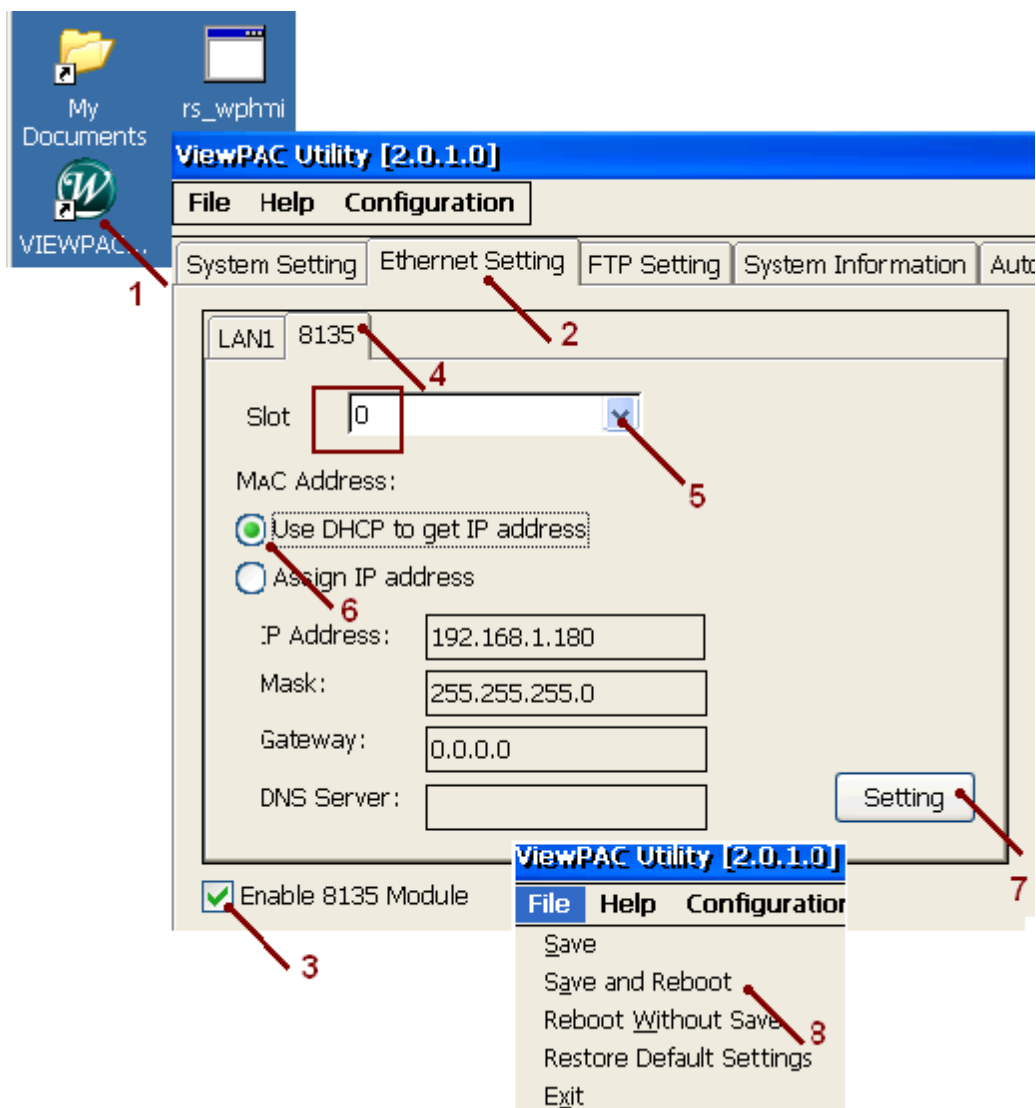 My Documents
rs_wphmi
VIEWPAC...
1
ViewPAC Utility [2.0.1.0]
File Help Configuration
System Setting Ethernet Setting FTP Setting System Information Auto
2
LAN1 8135
4
Slot 0
5
MAC Address:
Use DHCP to get IP address
Assign IP address
6
IP Address: 192.168.1.180
Mask: 255.255.255.0
Gateway: 0.0.0.0
DNS Server:
Setting
7
Enable 8135 Module
3
ViewPAC Utility [2.0.1.0]
File Help Configuration
Save
Save and Reboot
Reboot Without Save
8
Restore Default Settings
Exit